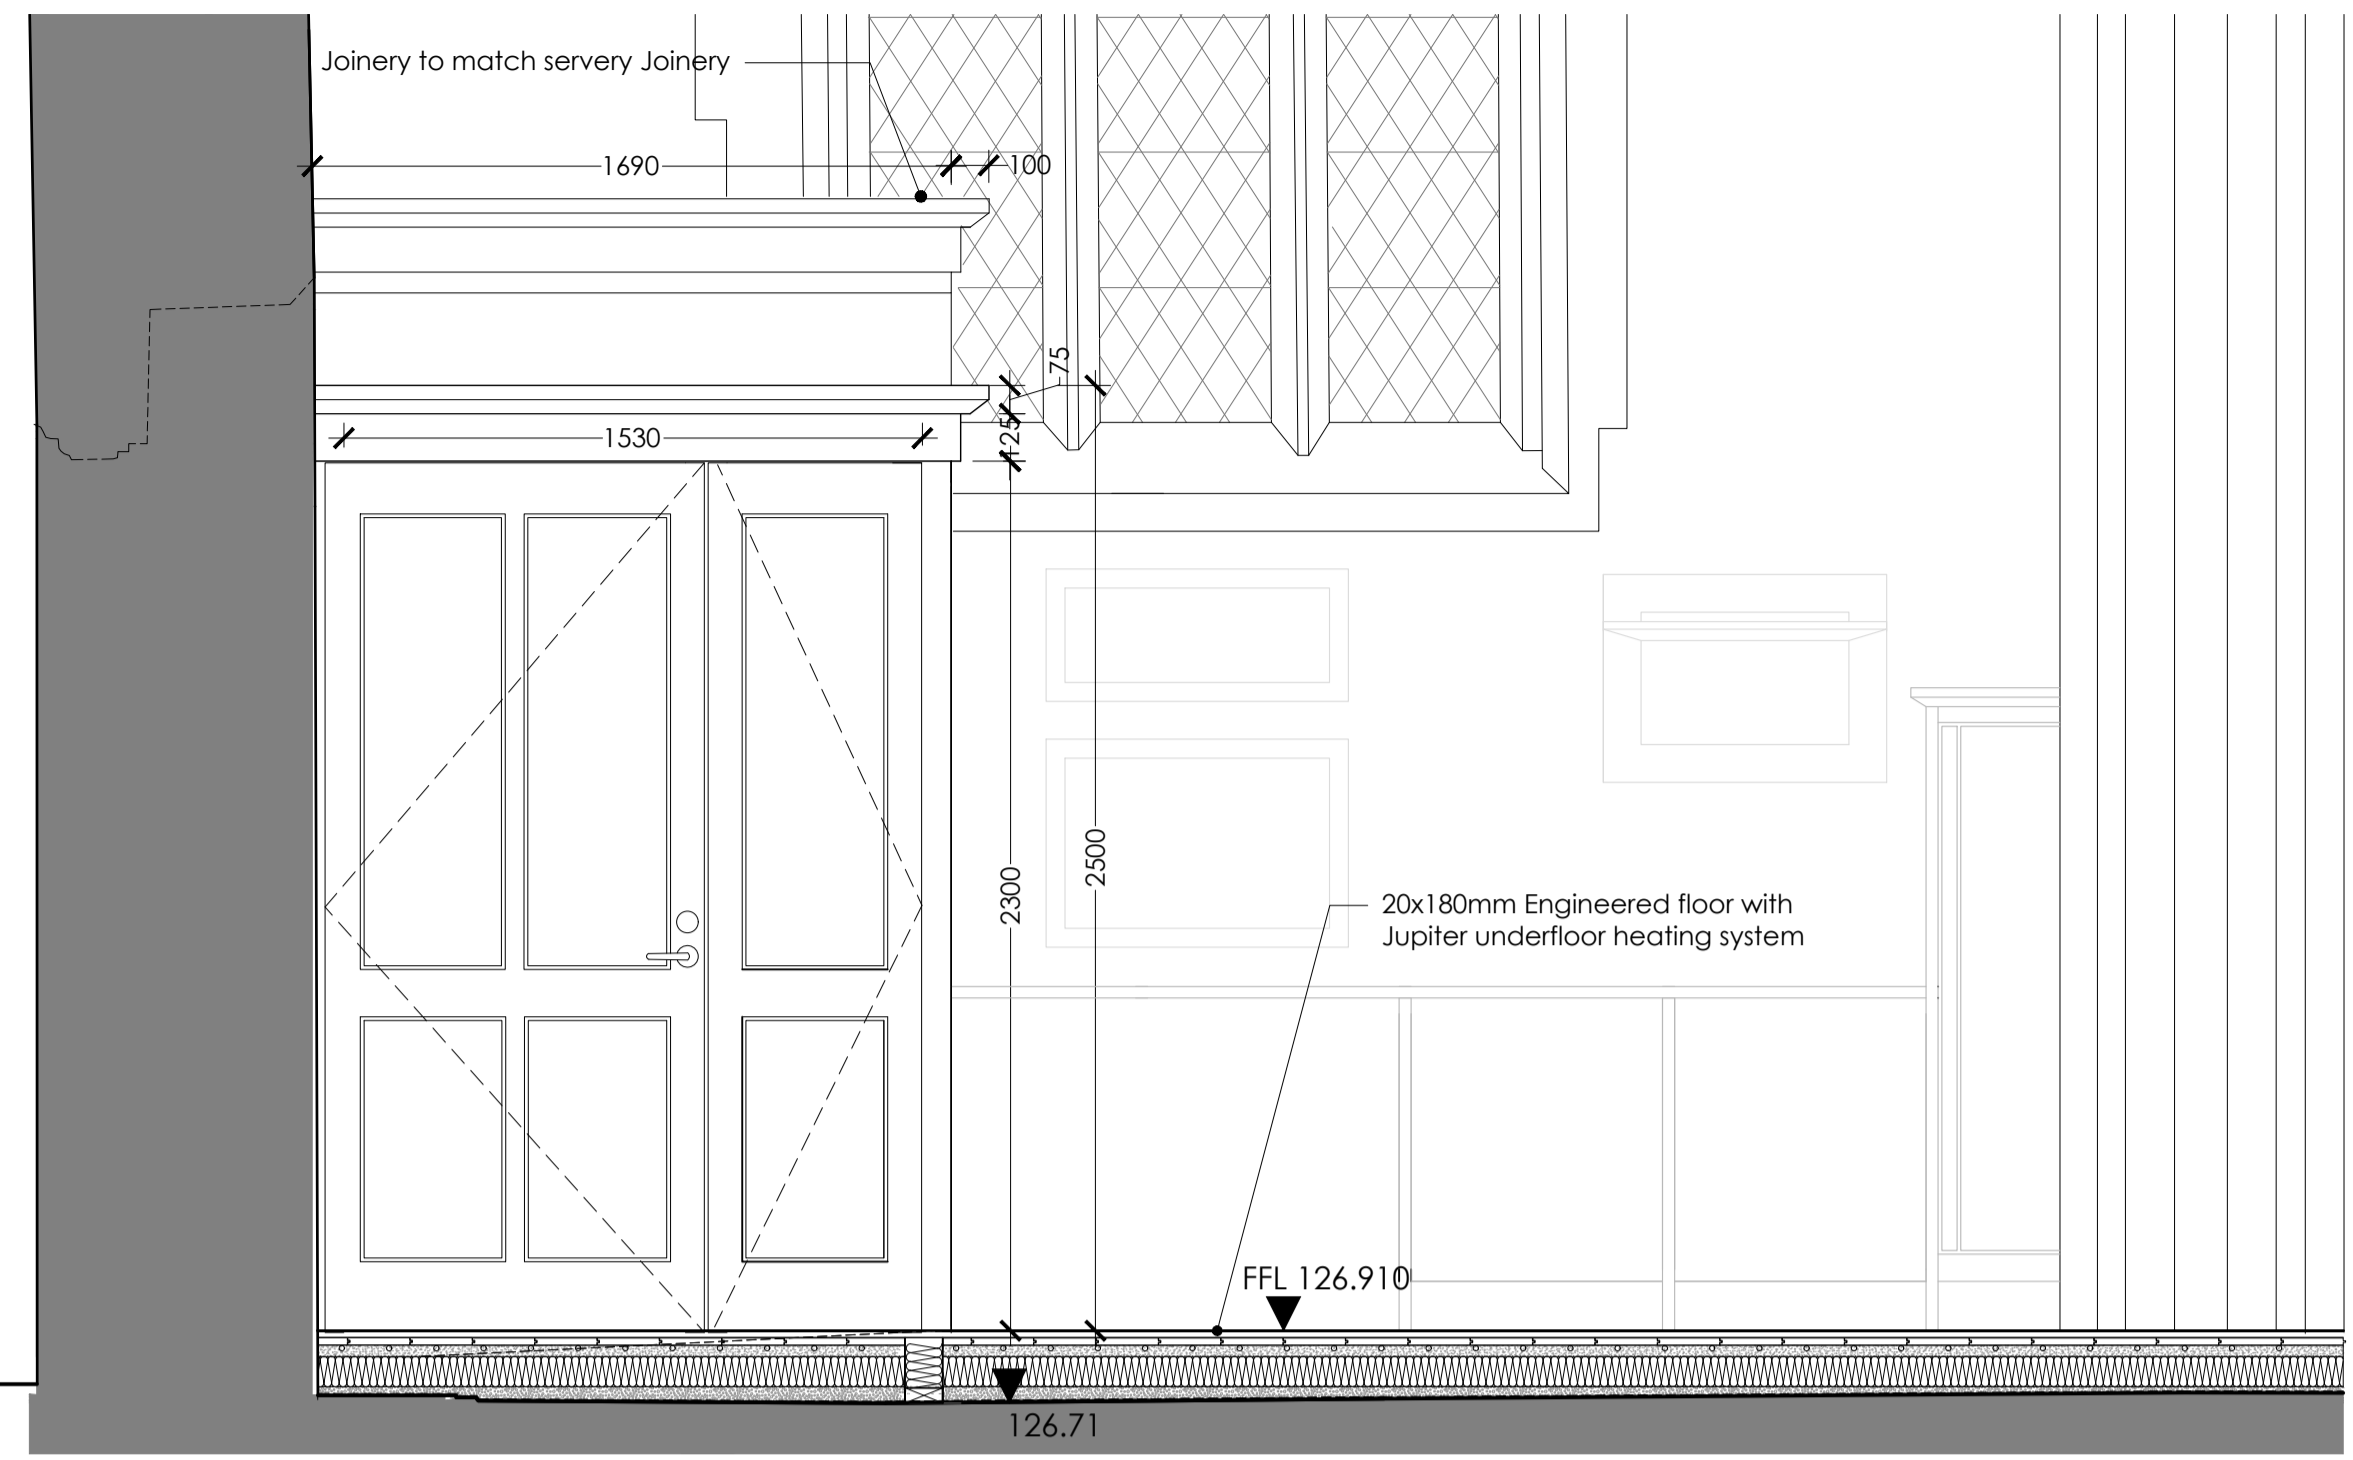 Joinery to match servery Joinery
1690
100
75
1530
125
2500
2300
20x180mm Engineered floor with
Jupiter underfloor heating system
FFL 126.910
126.71